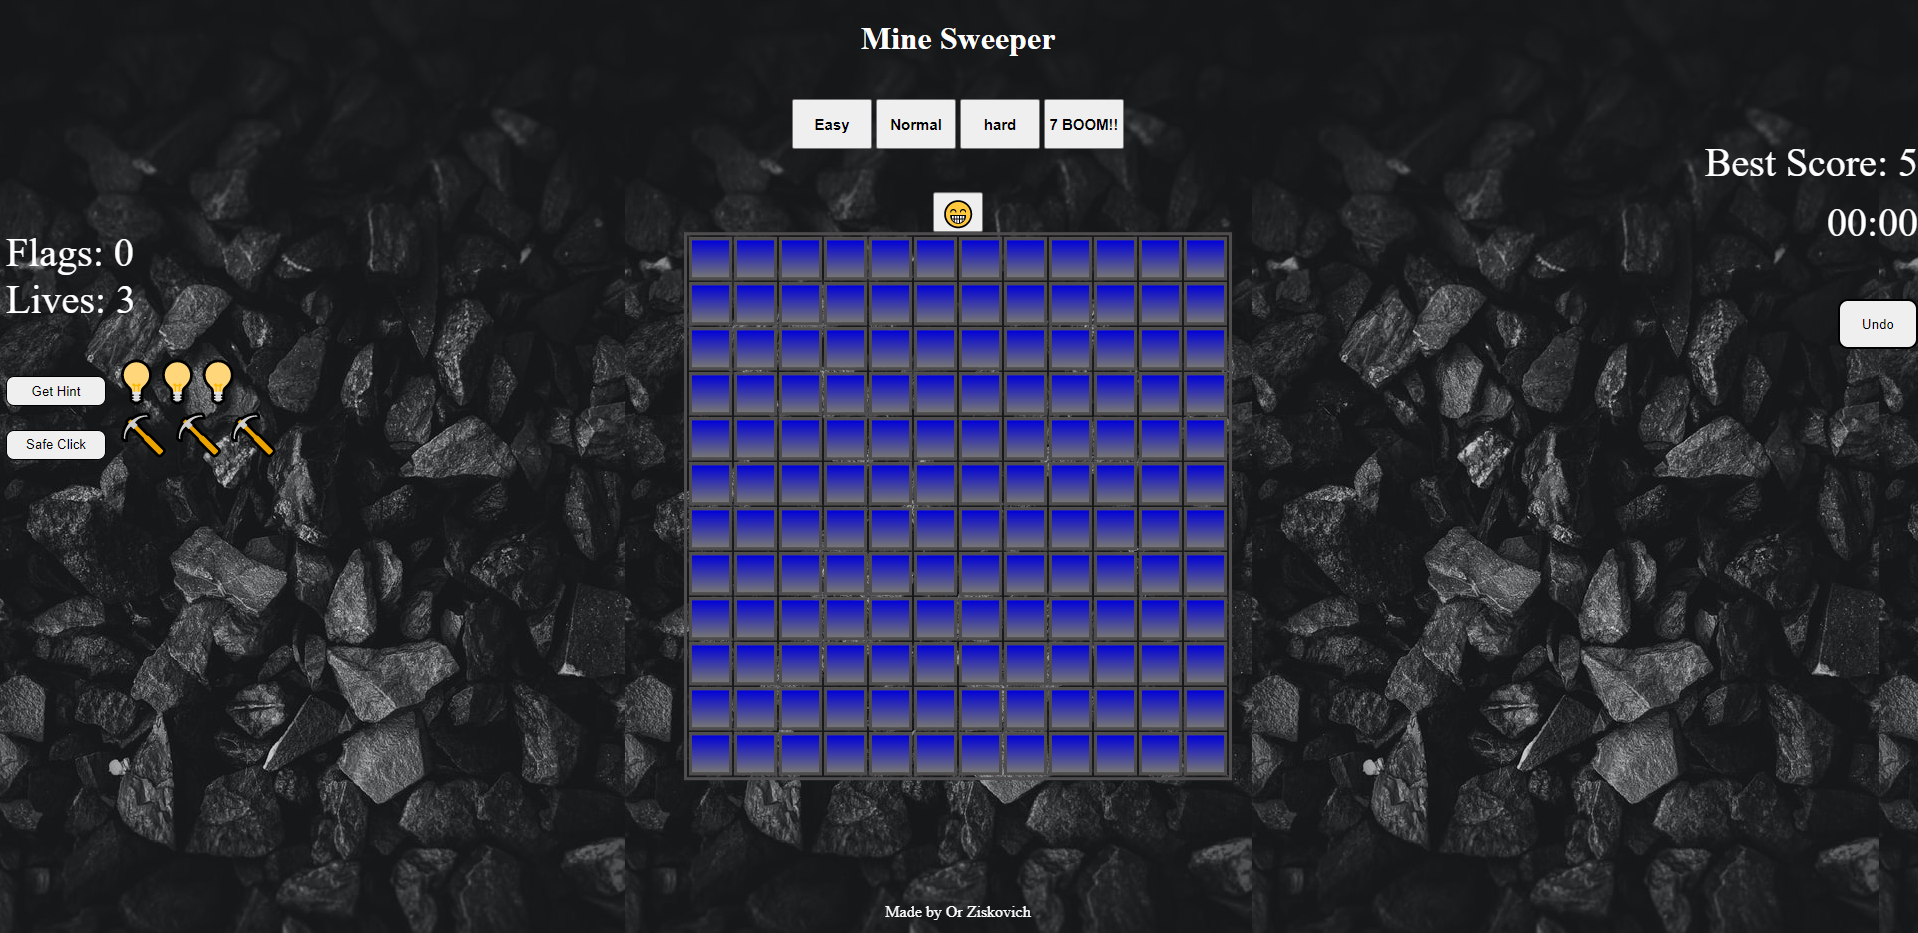 Mine Sweeper
Easy
Normal
hard
7 BOOM!!
Best Score: 5
00:00
Flags: 0
Lives: 3
Undo
Get Hint
Safe Click
Made by Or Ziskovich